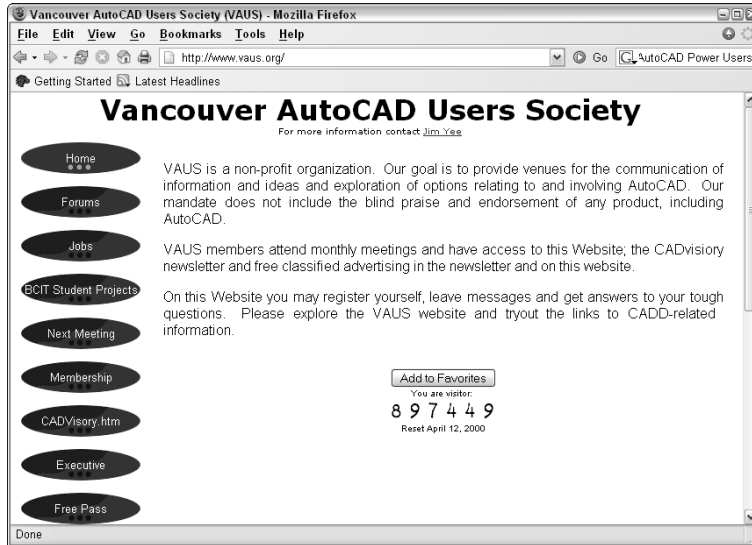 Vancouver AutoCAD Users Society (VAUS) - Mozilla Firefox
File Edit View Go Bookmarks Tools Help
http://www.vaus.org/ Go AutoCAD Power Users
Getting Started Latest Headlines
Vancouver AutoCAD Users Society
For more information contact Jim Yee
Home
Forums
Jobs
BCIT Student Projects
Next Meeting
Membership
CADVisory.htm
Executive
Free Pass
VAUS is a non-profit organization. Our goal is to provide venues for the communication of
information and ideas and exploration of options relating to and involving AutoCAD. Our
mandate does not include the blind praise and endorsement of any product, including
AutoCAD.
VAUS members attend monthly meetings and have access to this Website; the CADvisiory
newsletter and free classified advertising in the newsletter and on this website.
On this Website you may register yourself, leave messages and get answers to your tough
questions. Please explore the VAUS website and tryout the links to CADD-related
information.
Add to Favorites
You are visitor:
897449
Reset April 12, 2000
Done